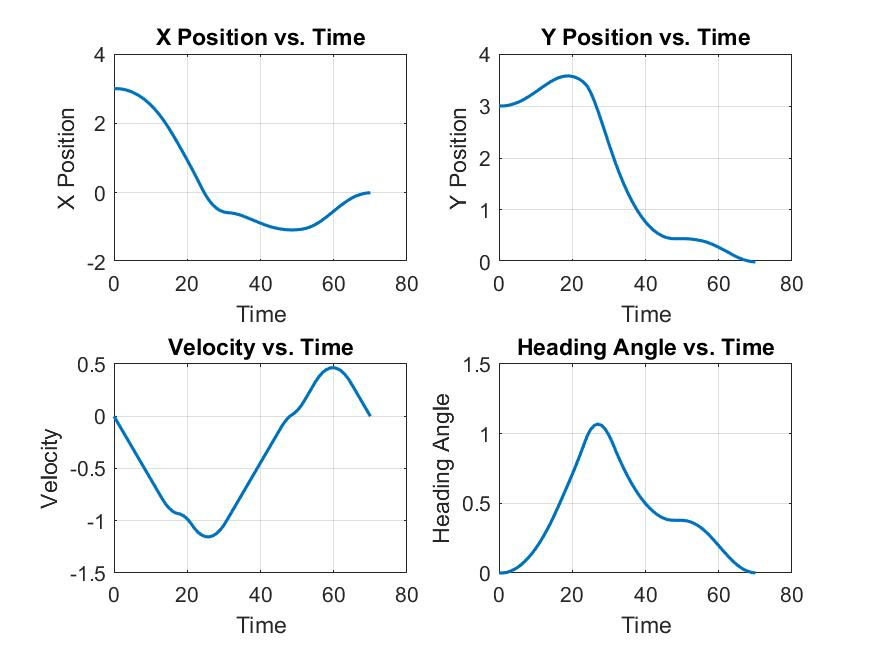 X Position vs. Time
4
2
0
-2
X Position
0 20 40 60 80
Time
Y Position vs. Time
4
3
2
1
0
Y Position
0 20 40 60 80
Time
Velocity vs. Time
0.5
0
-0.5
-1
-1.5
Velocity
0 20 40 60 80
Time
Heading Angle vs. Time
1.5
1
0.5
0
Heading Angle
0 20 40 60 80
Time